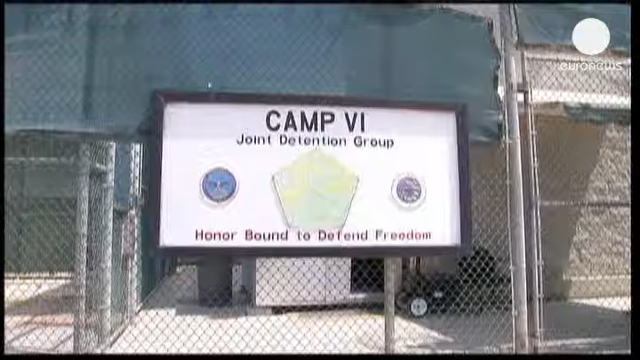 euronews
CAMP VI
Joint Detention Group
Honor Bound to Defend Freedom